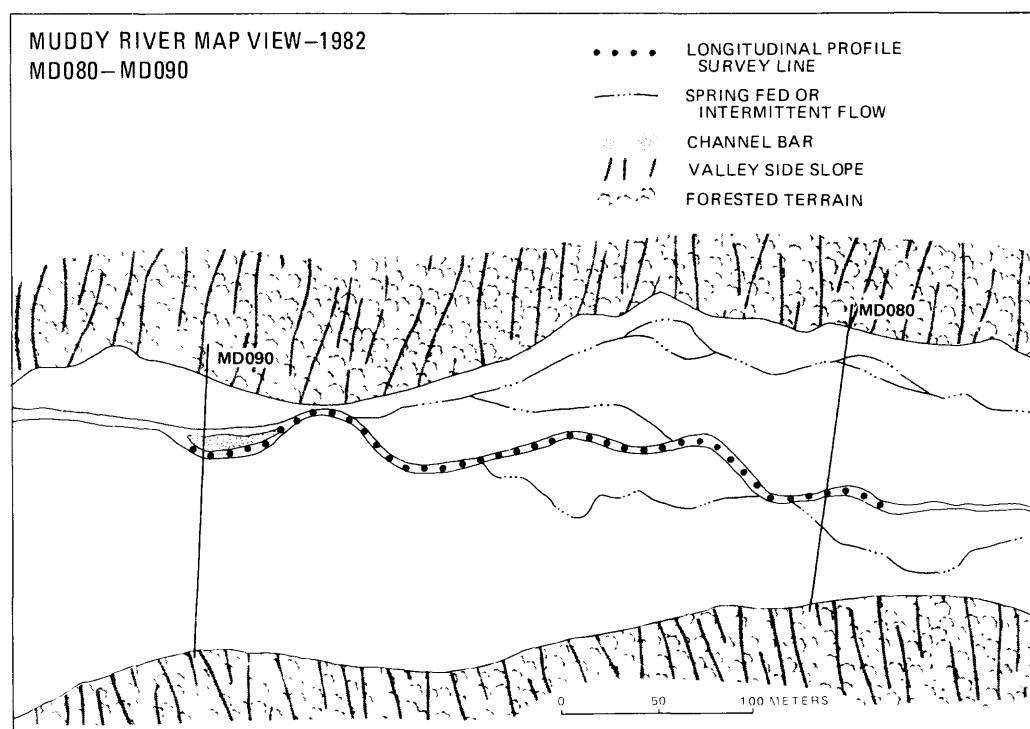 MUDDY RIVER MAP VIEW–1982
MD080–MD090
LONGITUDINAL PROFILE
SURVEY LINE
SPRING FED OR
INTERMITTENT FLOW
CHANNEL BAR
VALLEY SIDE SLOPE
FORESTED TERRAIN
MD080
MD090
0 50 100 METERS